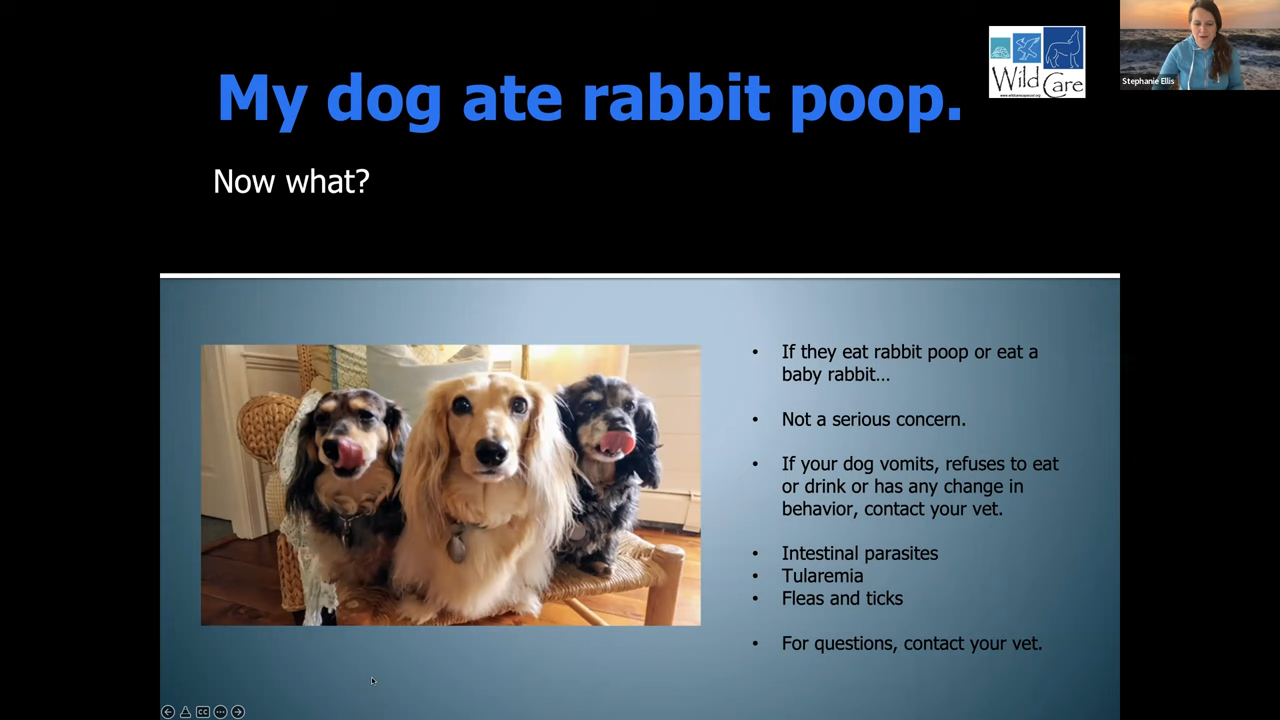 My dog ate rabbit poop.
Now what?
Wild Care
Stephanie Ellis
If they eat rabbit poop or eat a
baby rabbit...
Not a serious concern.
If your dog vomits, refuses to eat
or drink or has any change in
behavior, contact your vet.
Intestinal parasites
Tularemia
Fleas and ticks
For questions, contact your vet.
CC